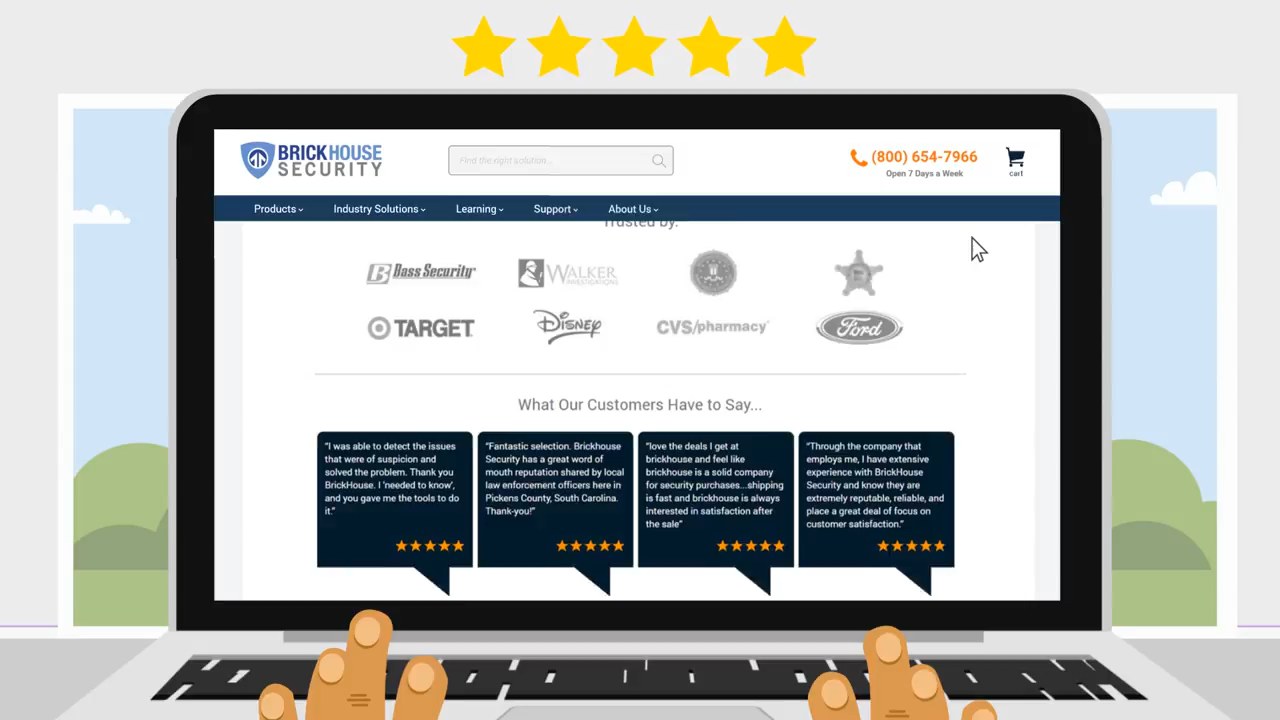 BRICKHOUSE
SECURITY
Find the right solution...
(800) 654-7966
Open 7 Days a Week
cart
Products
Industry Solutions
Learning
Support
About Us
Trusted by:
B Bass Security
WALKER
INVESTIGATIONS
TARGET
Disney
CVS/pharmacy
Ford
What Our Customers Have to Say...
"I was able to detect the issues
that were of suspicion and
solved the problem. Thank you
BrickHouse. I 'needed to know',
and you gave me the tools to do
it."
"Fantastic selection. Brickhouse
Security has a great word of
mouth reputation shared by local
law enforcement officers here in
Pickens County, South Carolina.
Thank-you!"
"love the deals I get at
brickhouse and feel like
brickhouse is a solid company
for security purchases...shipping
is fast and brickhouse is always
interested in satisfaction after
the sale"
"Through the company that
employs me, I have extensive
experience with BrickHouse
Security and know they are
extremely reputable, reliable, and
place a great deal of focus on
customer satisfaction."